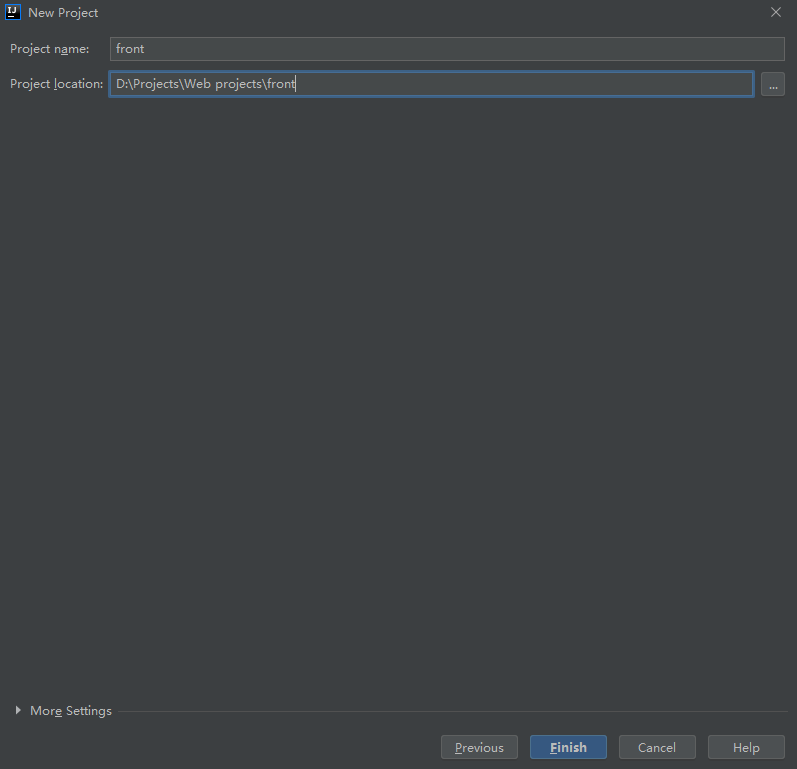 IJ New Project
Project name: front
Project location: D:\Projects\Web projects\front ...
More Settings
Previous Finish Cancel Help